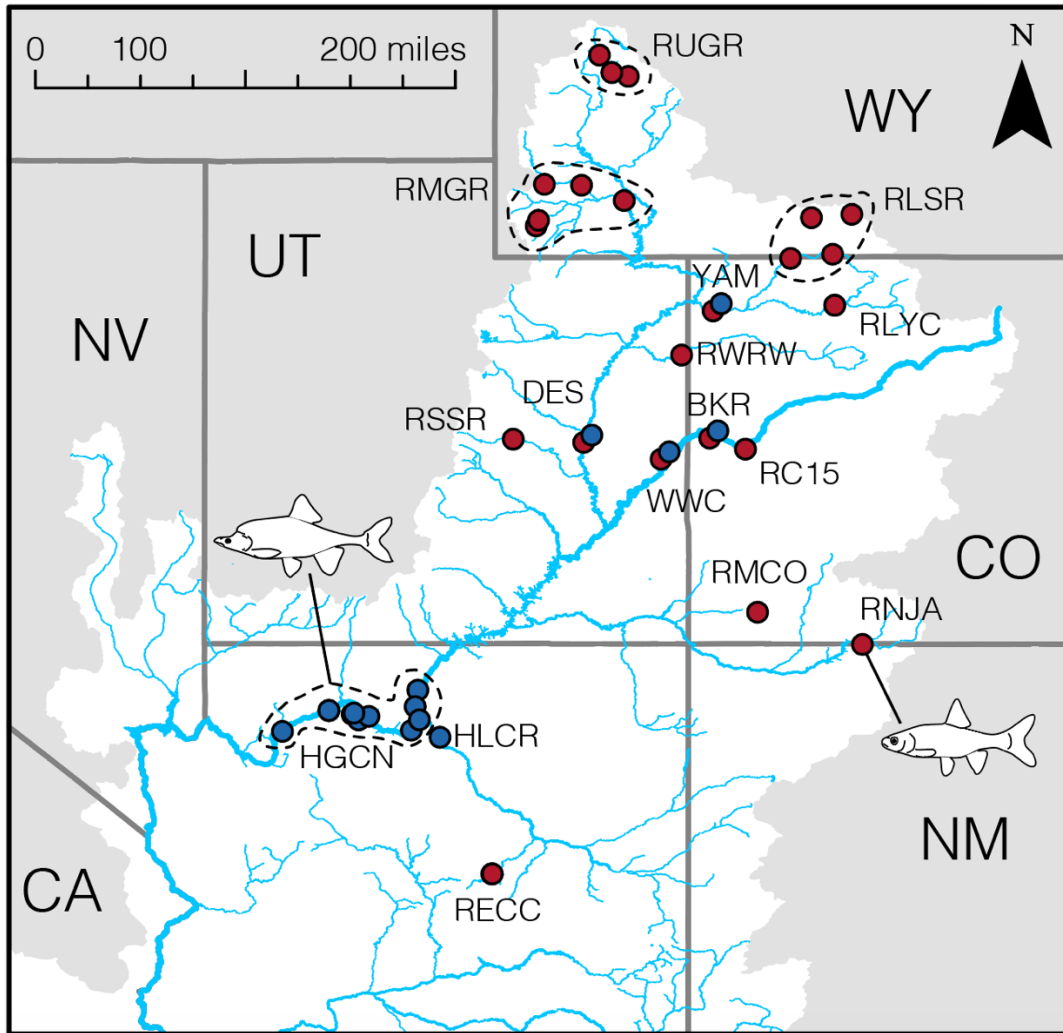 0 100 200 miles
RUGR
N
WY
RMGR
RLSR
UT
YAM
NV
RLYC
RWRW
DES
BKR
RSSR
RC15
WWC
CO
RMCO
RNJA
HLCR
HGCN
NM
CA
RECC